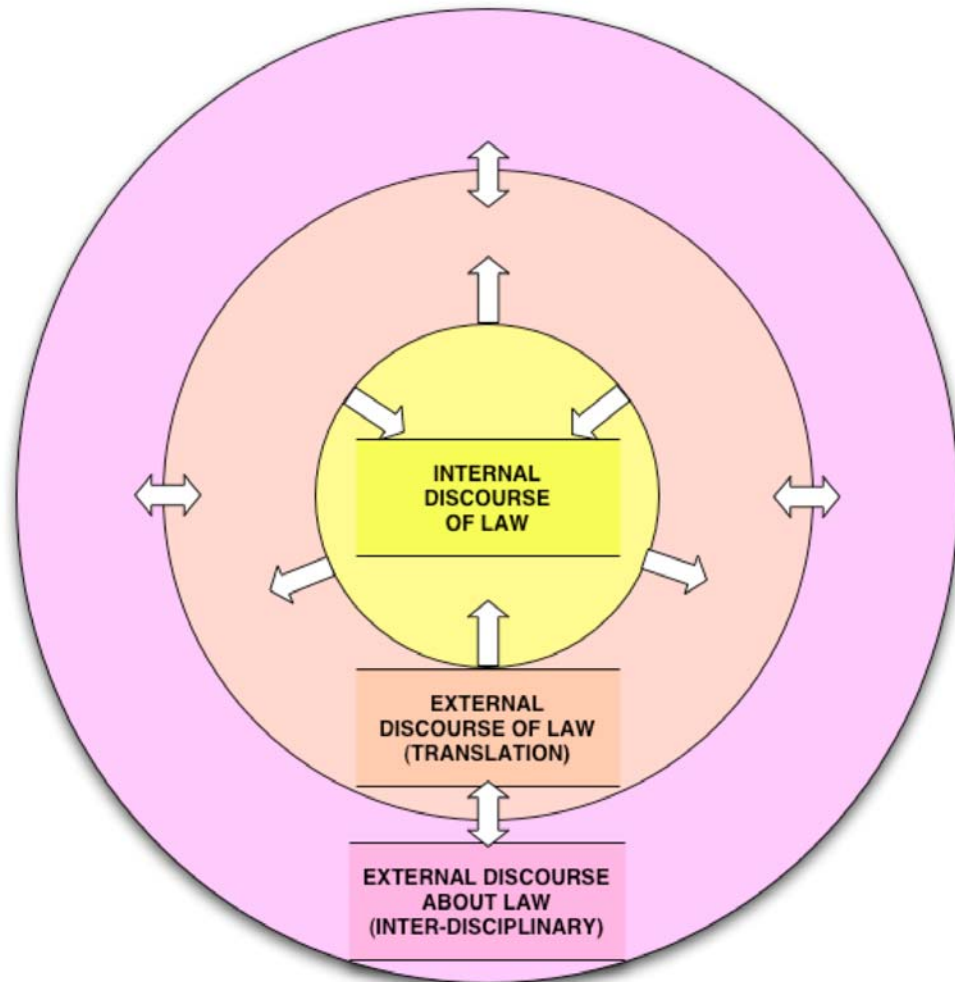 INTERNAL
DISCOURSE
OF LAW
EXTERNAL
DISCOURSE OF LAW
(TRANSLATION)
EXTERNAL DISCOURSE
ABOUT LAW
(INTER-DISCIPLINARY)